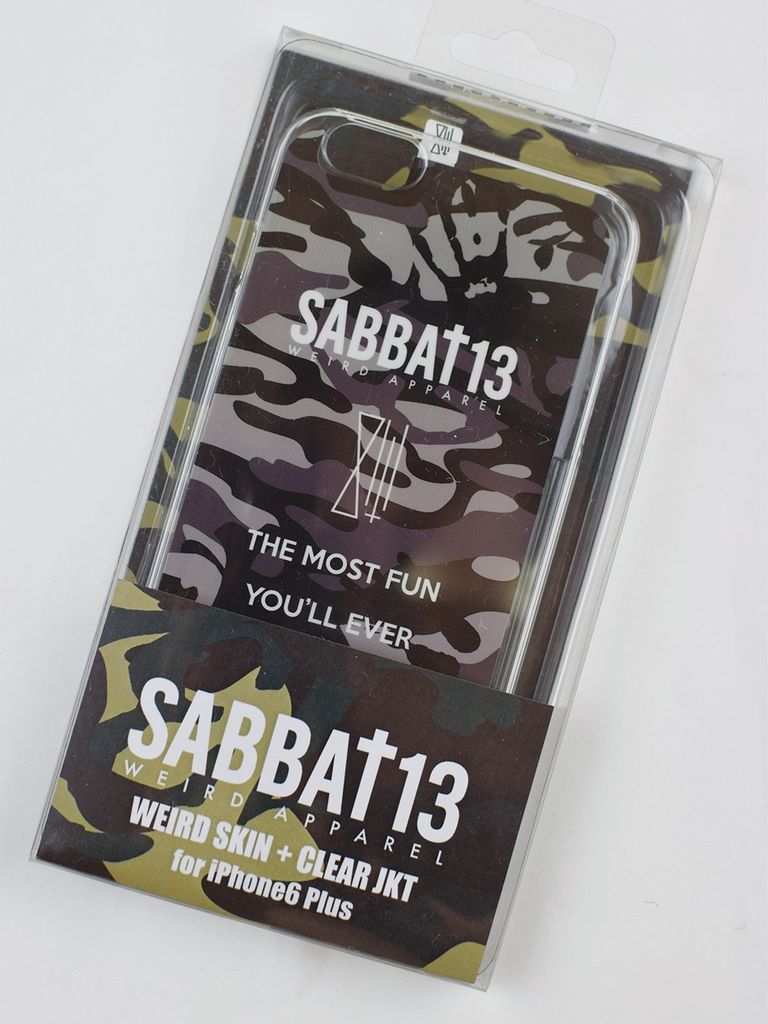 SABBAT13
WEIRD APPAREL
THE MOST FUN
YOU'LL EVER
SABBAT13
WEIRD APPAREL
WEIRD SKIN + CLEAR JKT
for iPhone6 Plus